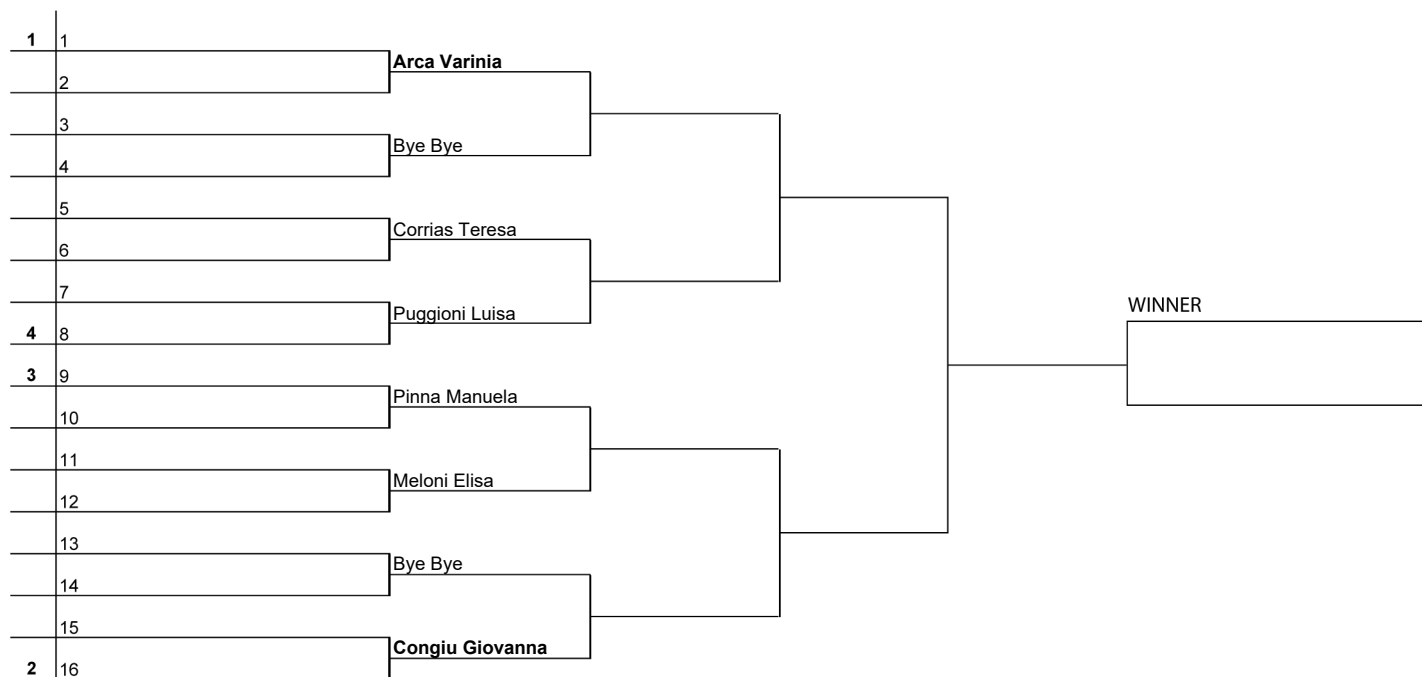 1 1
Arca Varinia
2
3
Bye Bye
4
5
Corrias Teresa
6
7
WINNER
Puggioni Luisa
4 8
3 9
Pinna Manuela
10
11
Meloni Elisa
12
13
Bye Bye
14
15
Congiu Giovanna
2 16